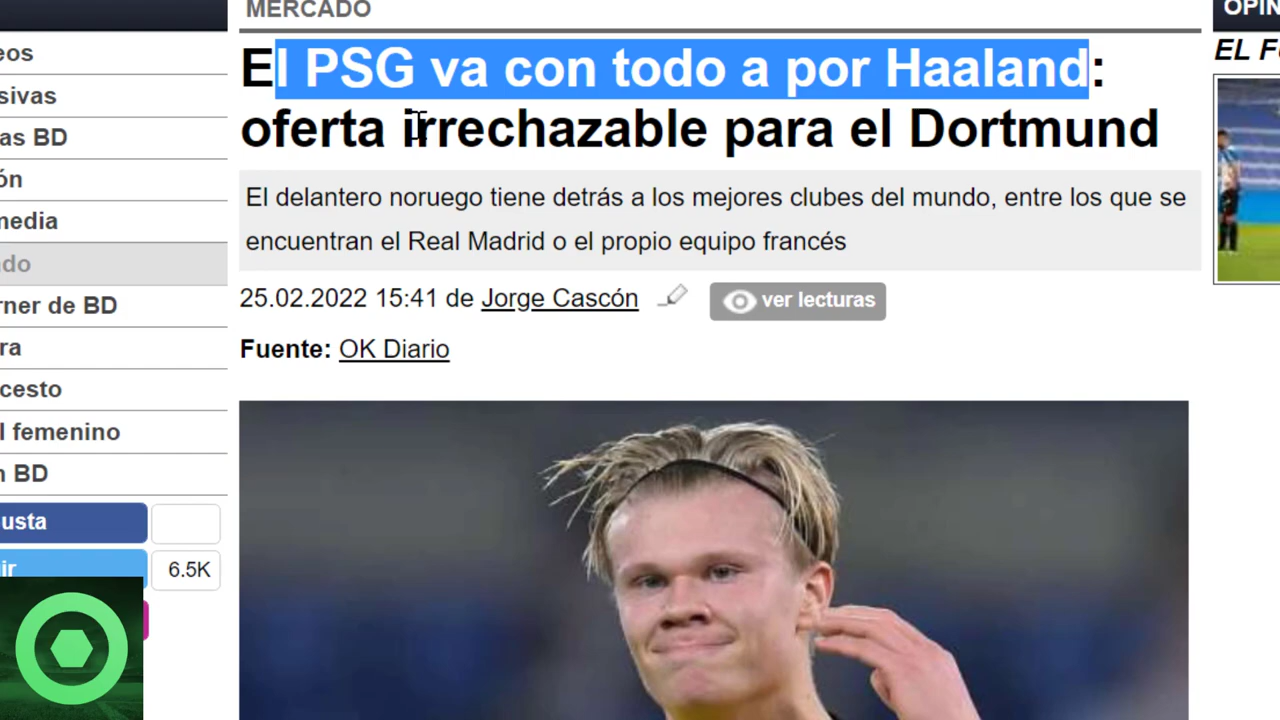 MERCADO
El PSG va con todo a por Haaland:
oferta irrechazable para el Dortmund
El delantero noruego tiene detrás a los mejores clubes del mundo, entre los que se
encuentran el Real Madrid o el propio equipo francés
25.02.2022 15:41 de Jorge Cascón
ver lecturas
Fuente: OK Diario
eos
sivas
as BD
ón
media
do
rner de BD
ra
cesto
l femenino
n BD
usta
ir
6.5K
OPIN
EL F